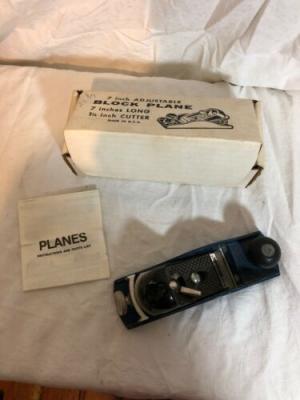 7 inch ADJUSTABLE
BLOCK PLANE
7 inches LONG
1⅝ inch CUTTER
MADE IN U.S.A.
PLANES
INSTRUCTIONS AND PARTS LIST